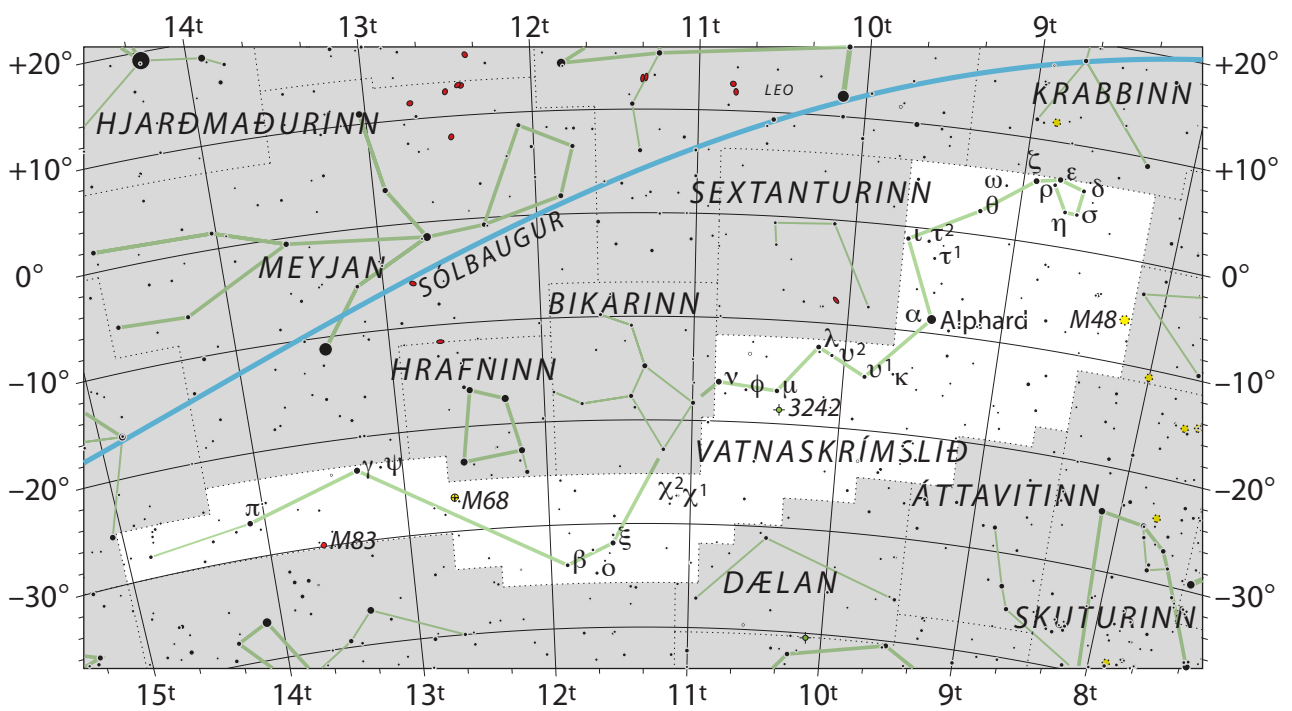 14t 13t 12t 11t 10t 9t
+20° +20°
LEO
KRABBINN
HJARÐMAÐURINN
+10° +10°
ζ ε
ω
ρ δ
SEXTANTURINN
θ
η σ
ι τ²
τ¹
MEYJAN
SÓLBAUGUR
0° 0°
BIKARINN
α Alphard
M48
λ υ²
HRAFNINN
υ¹ κ
ν φ μ
−10° −10°
3242
VATNASKRÍMSLIÐ
γ ψ
χ² χ¹
M68
ÁTTAVITINN
−20° −20°
π
M83
ξ
β ο
DÆLAN
−30° −30°
SKUTURINN
15t 14t 13t 12t 11t 10t 9t 8t